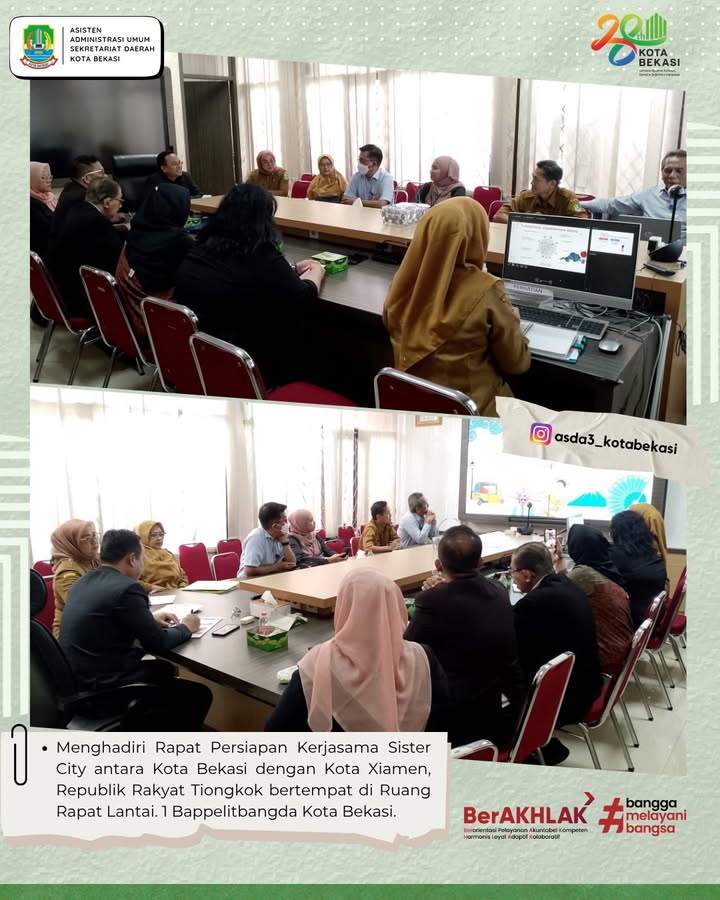 ASISTEN
ADMINISTRASI UMUM
SEKRETARIAT DAERAH
KOTA BEKASI
28th
KOTA
BEKASI
PERHATIAN
asda3_kotabekasi
• Menghadiri Rapat Persiapan Kerjasama Sister
City antara Kota Bekasi dengan Kota Xiamen,
Republik Rakyat Tiongkok bertempat di Ruang
Rapat Lantai. 1 Bappelitbangda Kota Bekasi.
BerAKHLAK
Berorientasi Pelayanan Akuntabel Kompeten
Harmonis Loyal Adaptif Kolaboratif
#bangga
melayani
bangsa